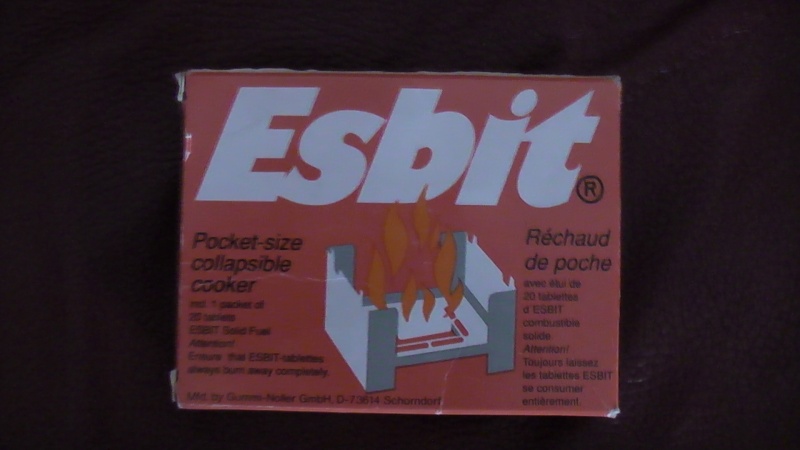 Esbit®
Pocket-size
collapsible
cooker
incl. 1 packet of
20 tablets
ESBIT Solid Fuel
Attention!
Ensure that ESBIT-tablettes
always burn away completely.
Réchaud
de poche
avec étui de
20 tablettes
d'ESBIT
combustible
solide
Attention!
Toujours laissez
les tablettes ESBIT
se consumer
entièrement.
Mfd. by Gumm-Noller GmbH, D-73614 Schorndorf